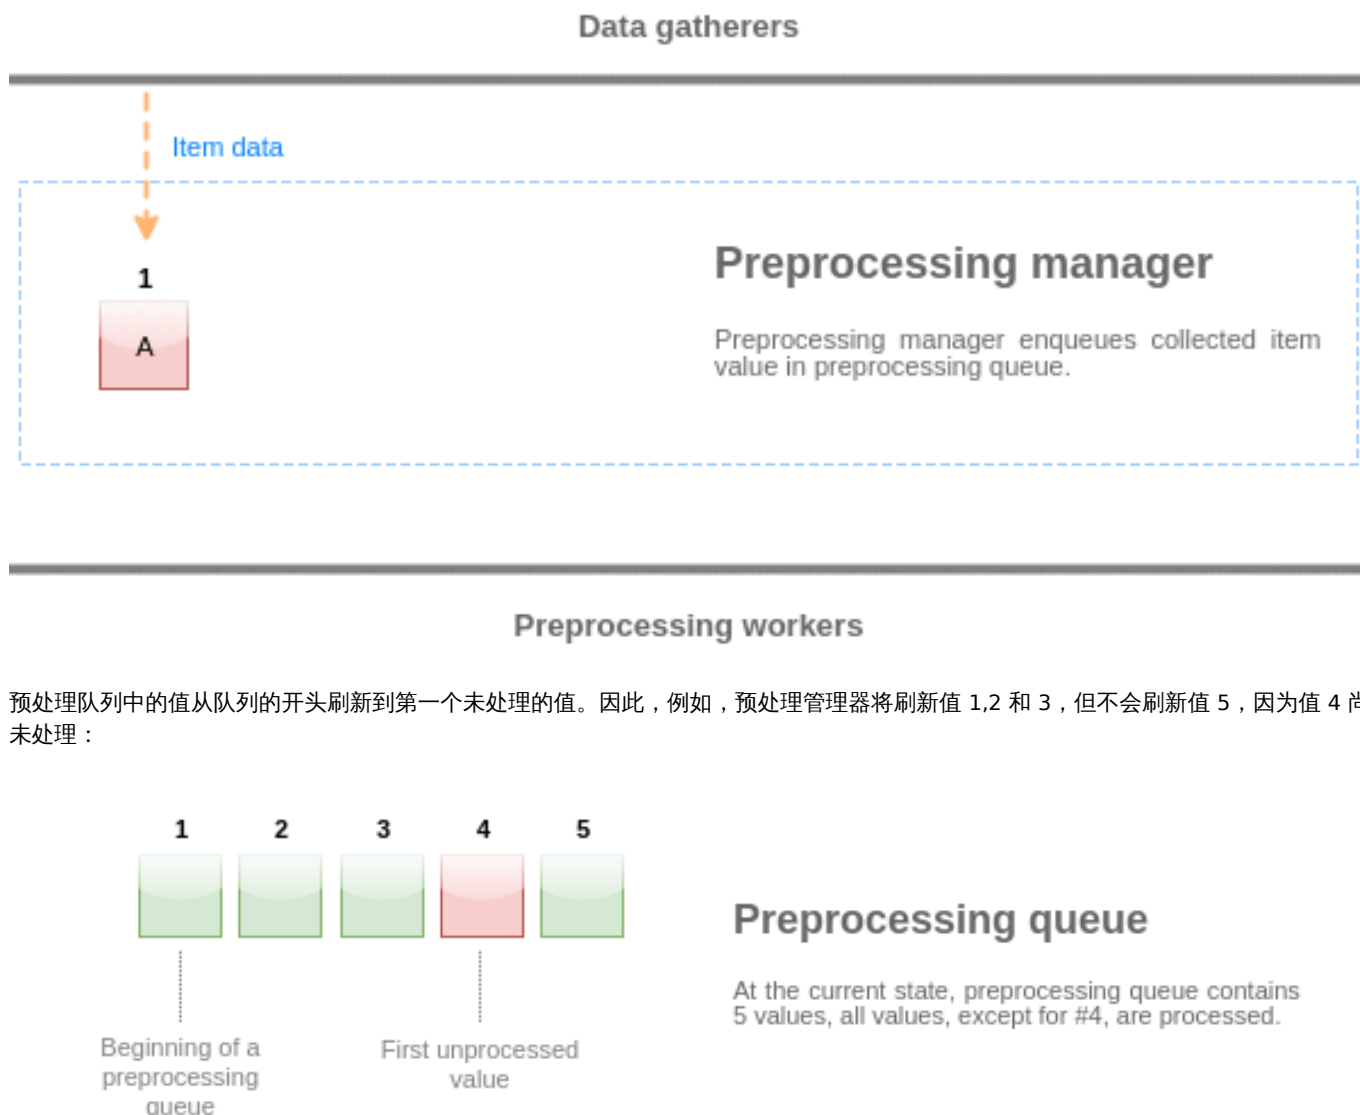 Data gatherers
Item data
1
A
Preprocessing manager
Preprocessing manager enqueues collected item
value in preprocessing queue.
Preprocessing workers
预处理队列中的值从队列的开头刷新到第一个未处理的值。因此，例如，预处理管理器将刷新值 1,2 和 3，但不会刷新值 5，因为值 4 尚
未处理：
1 2 3 4 5
Preprocessing queue
At the current state, preprocessing queue contains
5 values, all values, except for #4, are processed.
Beginning of a
preprocessing
queue
First unprocessed
value